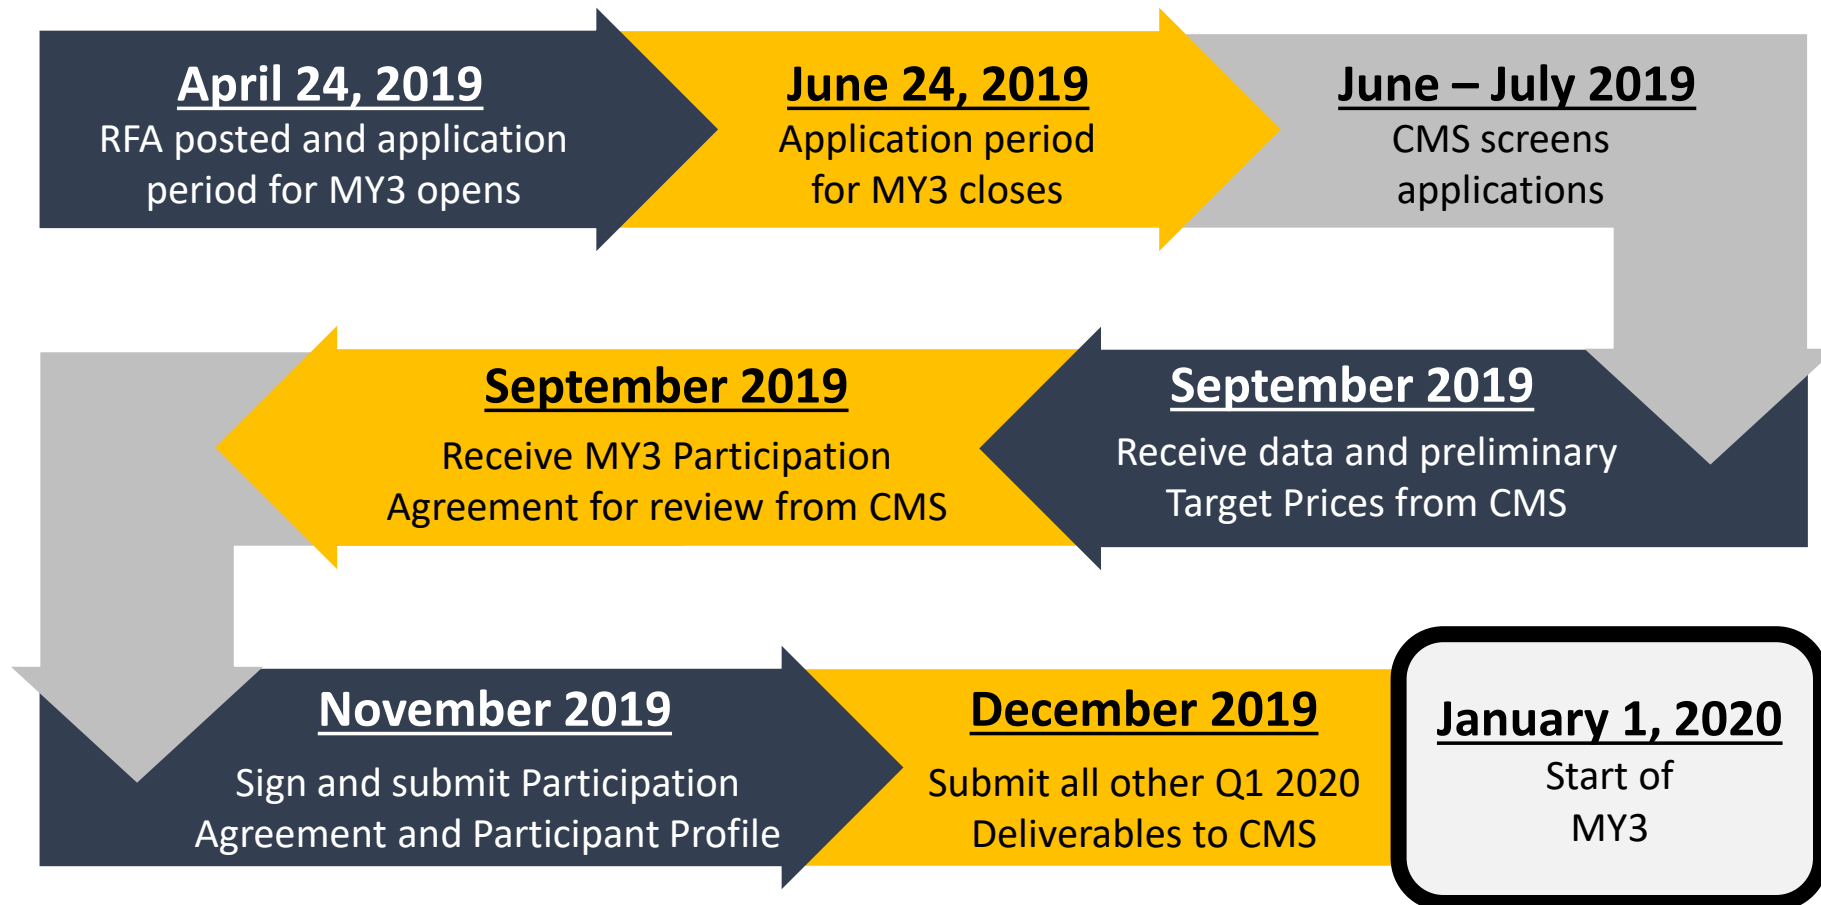 April 24, 2019
RFA posted and application
period for MY3 opens
June 24, 2019
Application period
for MY3 closes
June – July 2019
CMS screens
applications
September 2019
Receive data and preliminary
Target Prices from CMS
September 2019
Receive MY3 Participation
Agreement for review from CMS
November 2019
Sign and submit Participation
Agreement and Participant Profile
December 2019
Submit all other Q1 2020
Deliverables to CMS
January 1, 2020
Start of
MY3